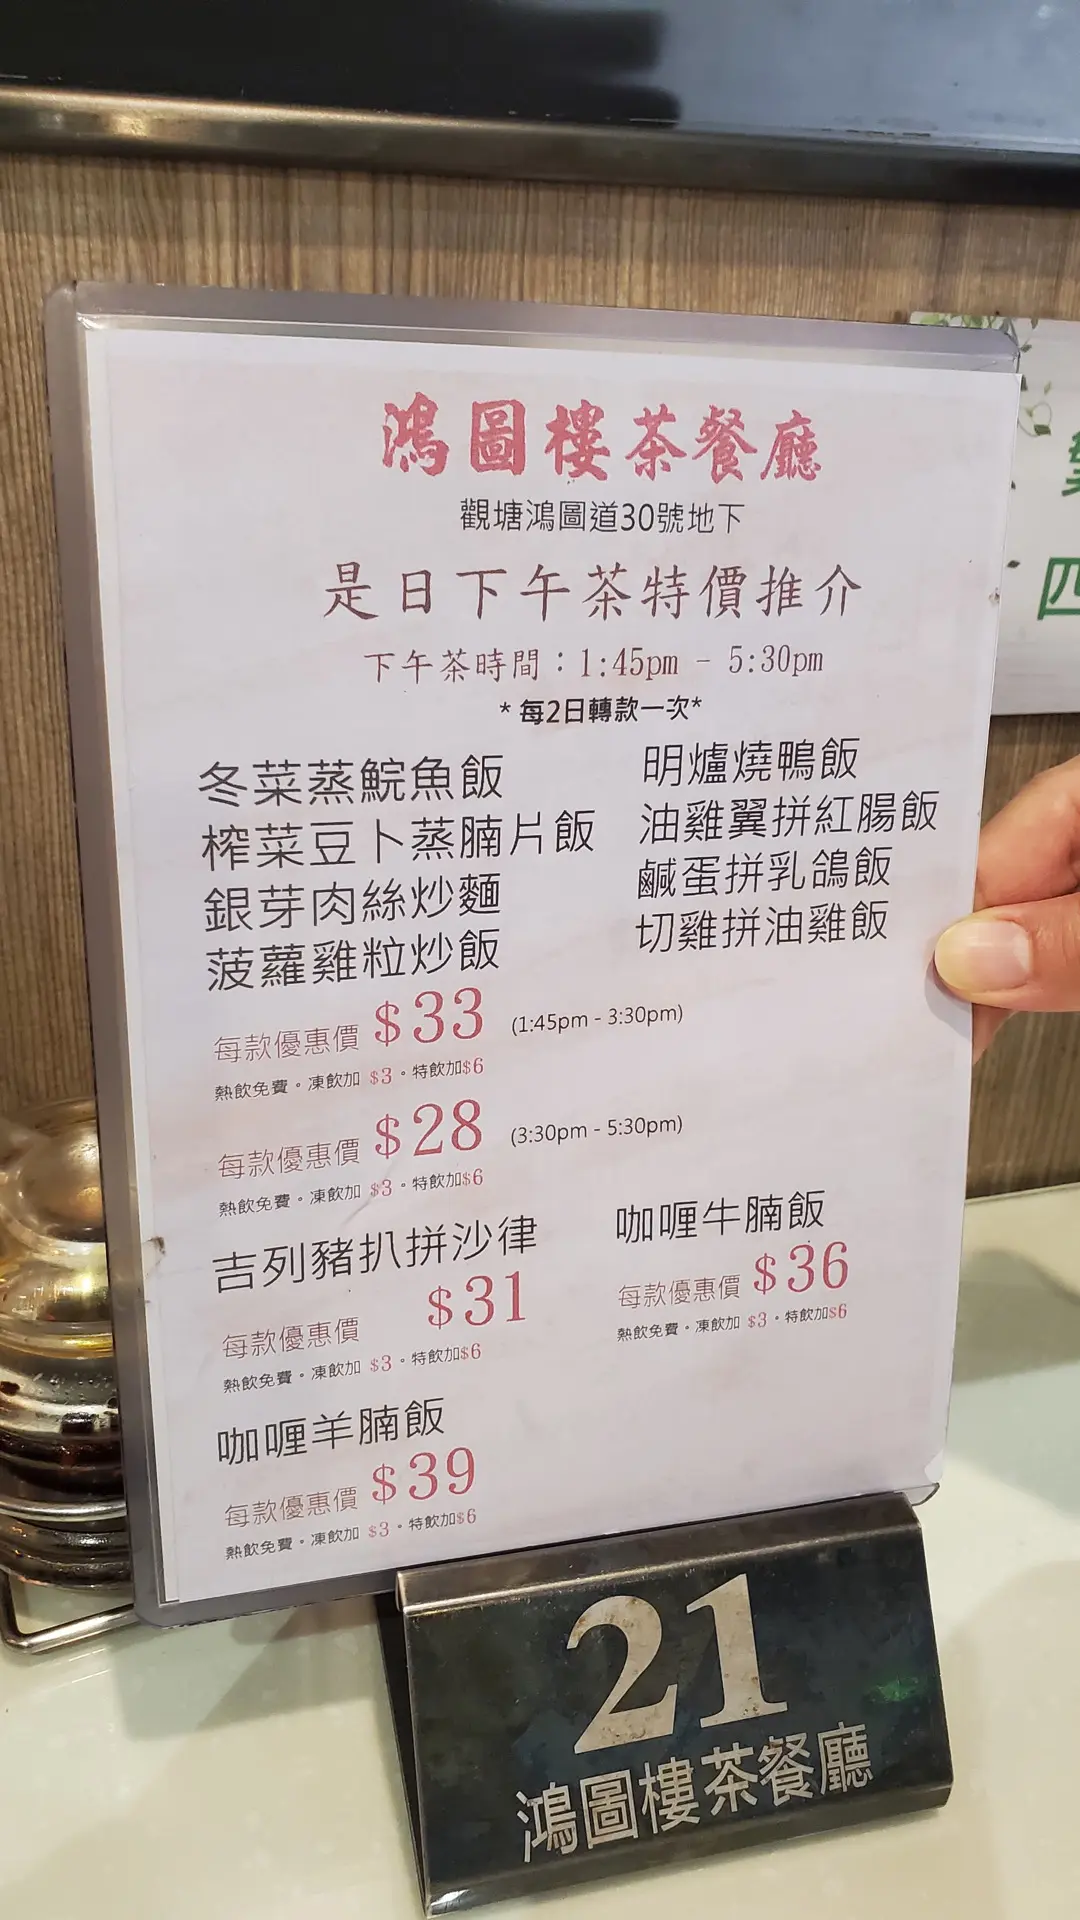 鴻圖樓茶餐廳
觀塘鴻圖道30號地下
是日下午茶特價推介
下午茶時間：1:45pm - 5:30pm
*每2日轉款一次*
冬菜蒸鯇魚飯
榨菜豆卜蒸腩片飯
銀芽肉絲炒麵
菠蘿雞粒炒飯
明爐燒鴨飯
油雞翼拼紅腸飯
鹹蛋拼乳鴿飯
切雞拼油雞飯
每款優惠價 $33 (1:45pm - 3:30pm)
熱飲免費。凍飲加 $3。特飲加$6
每款優惠價 $28 (3:30pm - 5:30pm)
熱飲免費。凍飲加 $3。特飲加$6
吉列豬扒拼沙律
每款優惠價 $31
熱飲免費。凍飲加 $3。特飲加$6
咖喱牛腩飯
每款優惠價 $36
熱飲免費。凍飲加 $3。特飲加$6
咖喱羊腩飯
每款優惠價 $39
熱飲免費。凍飲加 $3。特飲加$6
四
21
鴻圖樓茶餐廳